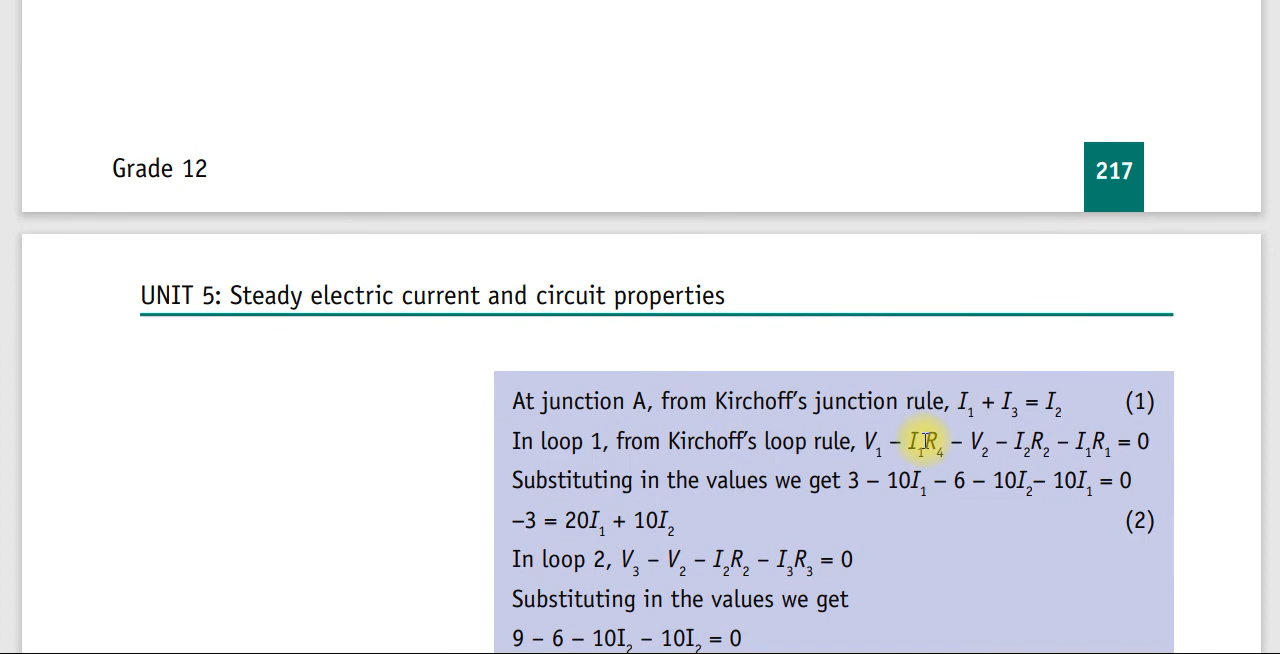 Grade 12
217
UNIT 5: Steady electric current and circuit properties
At junction A, from Kirchoff's junction rule, I₁ + I₃ = I₂ (1)
In loop 1, from Kirchoff's loop rule, V₁ – I₁R₄ – V₂ – I₂R₂ – I₁R₁ = 0
Substituting in the values we get 3 – 10I₁ – 6 – 10I₂– 10I₁ = 0
–3 = 20I₁ + 10I₂ (2)
In loop 2, V₃ – V₂ – I₂R₂ – I₃R₃ = 0
Substituting in the values we get
9 – 6 – 10I₂ – 10I₂ = 0